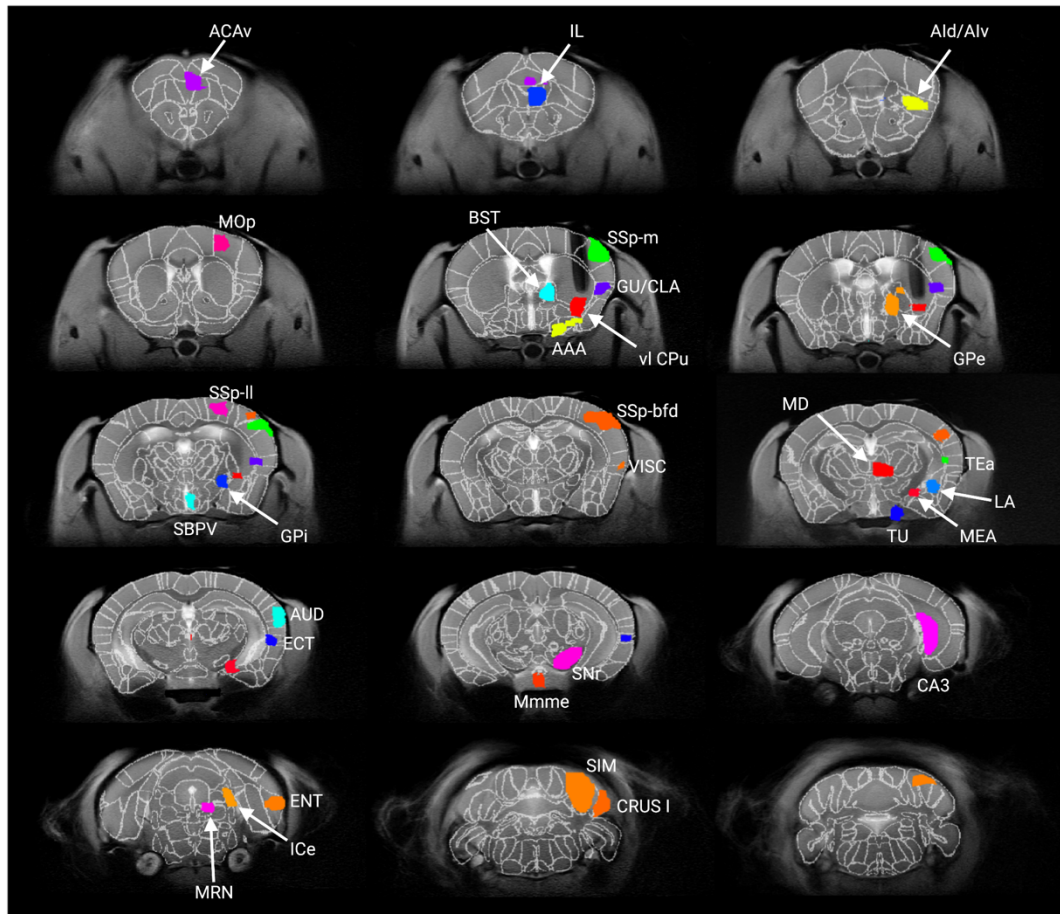 ACAv
IL
AId/AIv
MOp
BST
SSp-m
GU/CLA
AAA
vl CPu
GPe
SSp-ll
SBPV
GPi
SSp-bfd
VISC
MD
TEa
LA
TU
MEA
AUD
ECT
SNr
Mmme
CA3
ENT
ICe
MRN
SIM
CRUS I